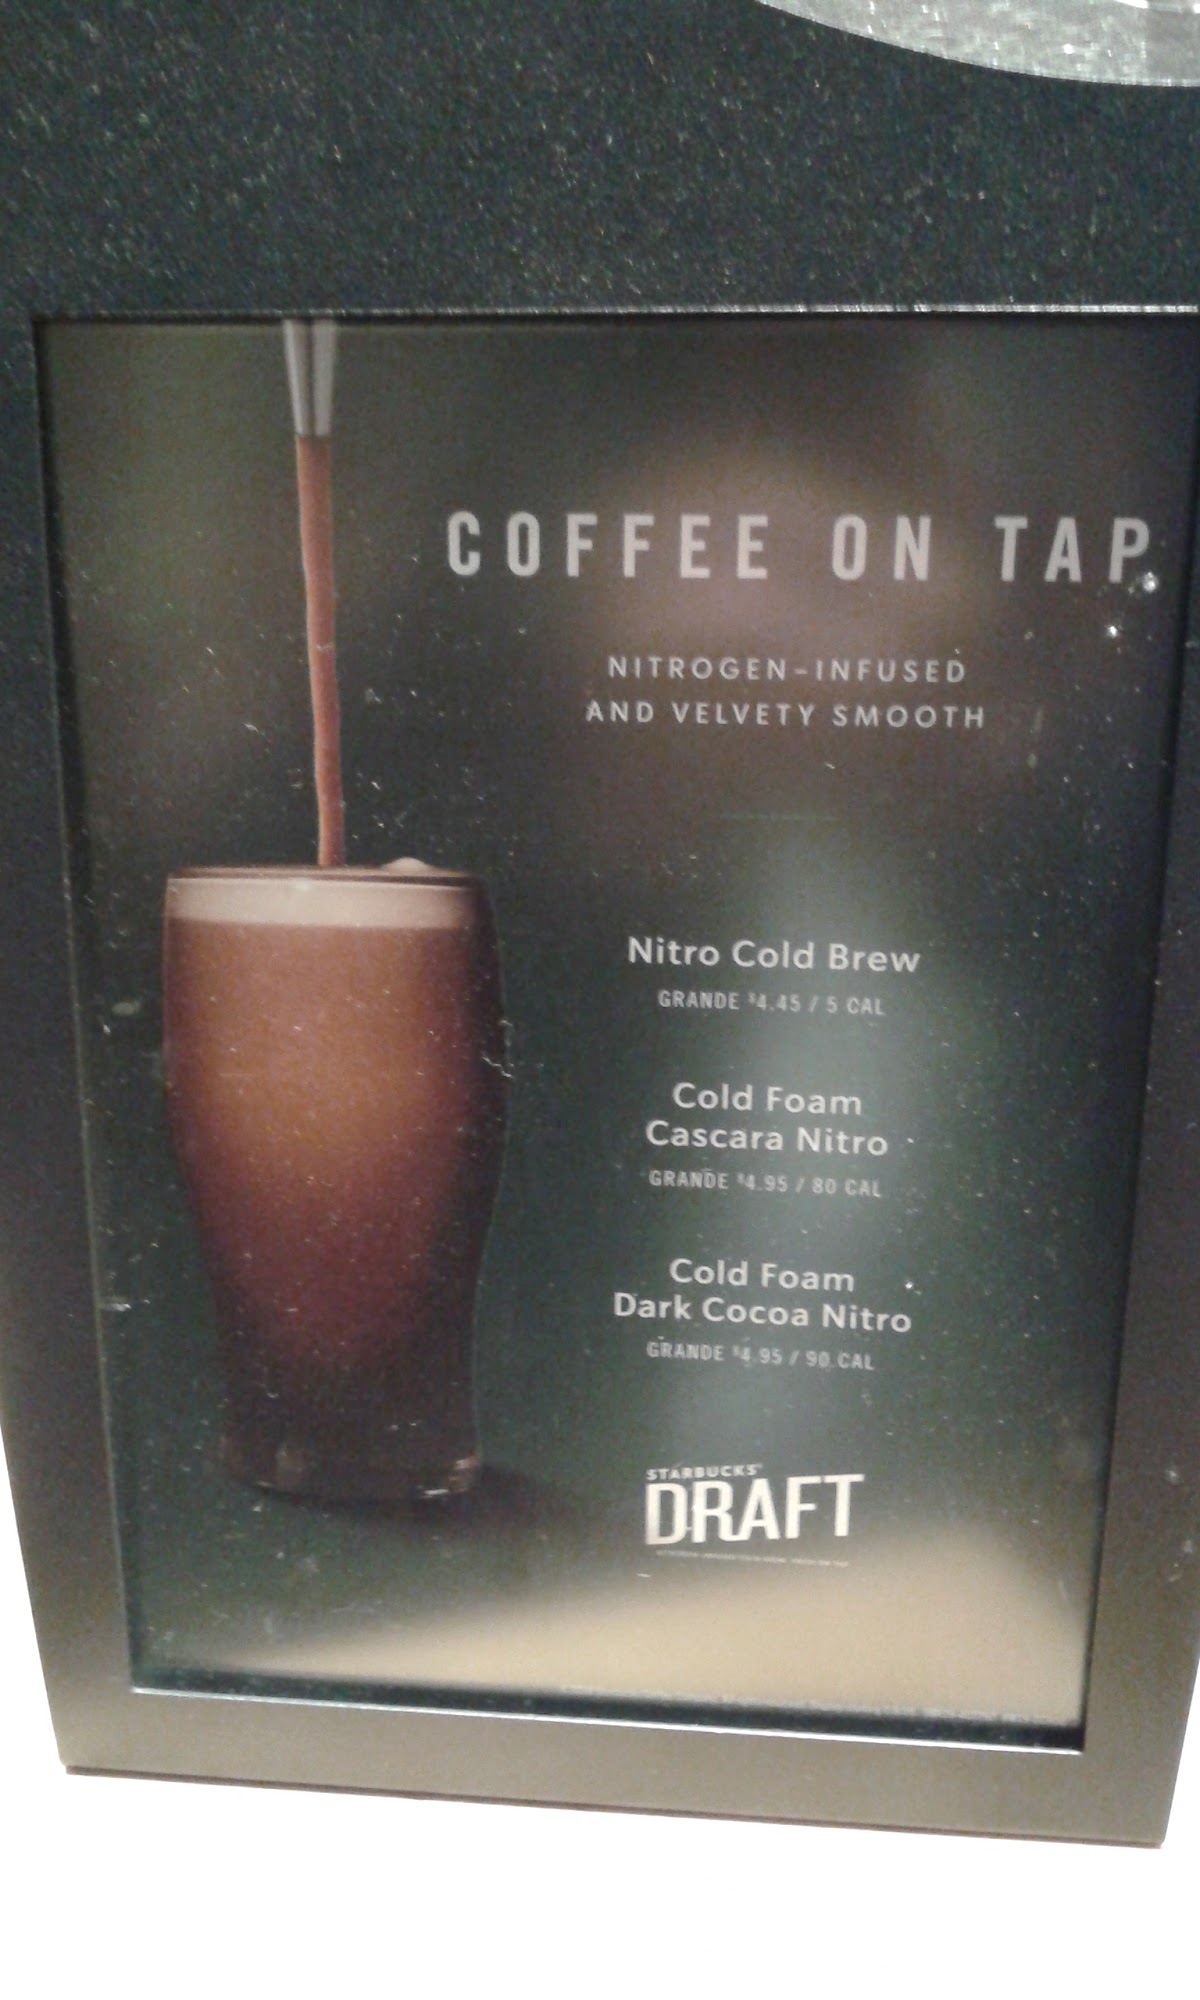 COFFEE ON TAP
NITROGEN-INFUSED
AND VELVETY SMOOTH
Nitro Cold Brew
GRANDE $4.45 / 5 CAL
Cold Foam
Cascara Nitro
GRANDE $4.95 / 80 CAL
Cold Foam
Dark Cocoa Nitro
GRANDE $4.95 / 90 CAL
STARBUCKS
DRAFT